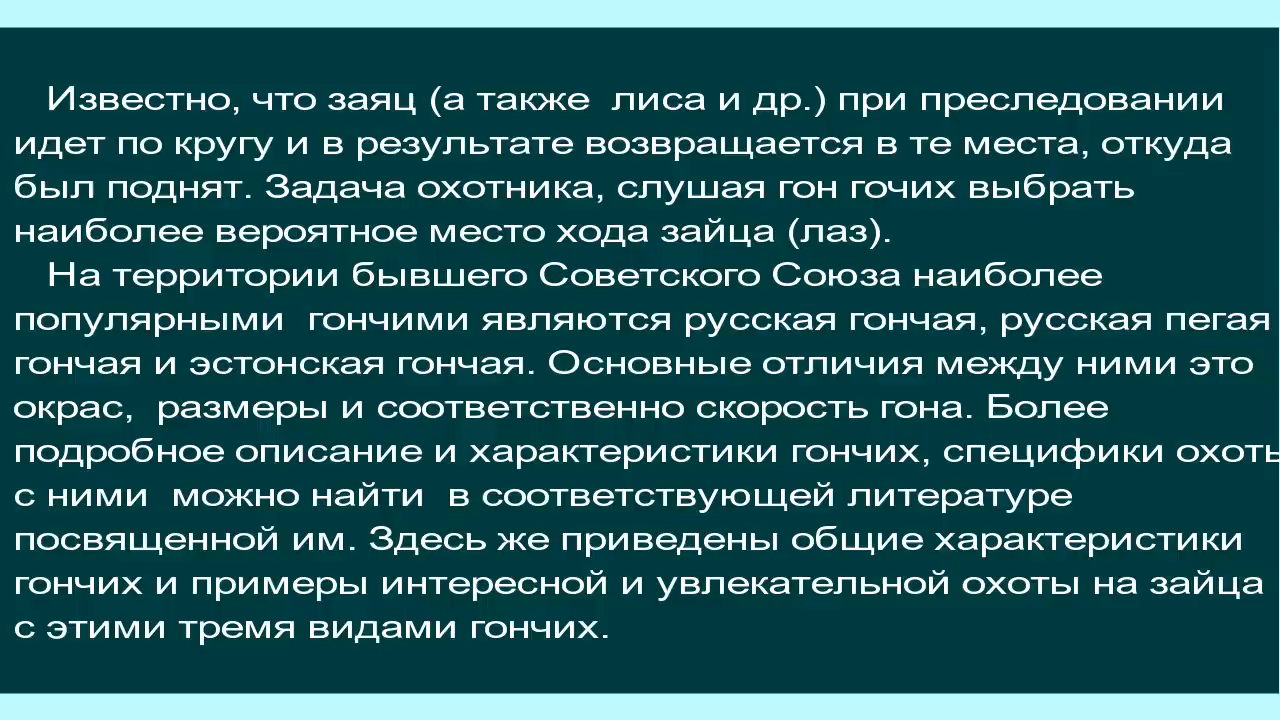 Известно, что заяц (а также  лиса и др.) при преследовании
идет по кругу и в результате возвращается в те места, откуда
был поднят. Задача охотника, слушая гон гочих выбрать
наиболее вероятное место хода зайца (лаз).
На территории бывшего Советского Союза наиболее
популярными  гончими являются русская гончая, русская пегая
гончая и эстонская гончая. Основные отличия между ними это
окрас,  размеры и соответственно скорость гона. Более
подробное описание и характеристики гончих, специфики охоты
с ними  можно найти  в соответствующей литературе
посвященной им. Здесь же приведены общие характеристики
гончих и примеры интересной и увлекательной охоты на зайца
с этими тремя видами гончих.